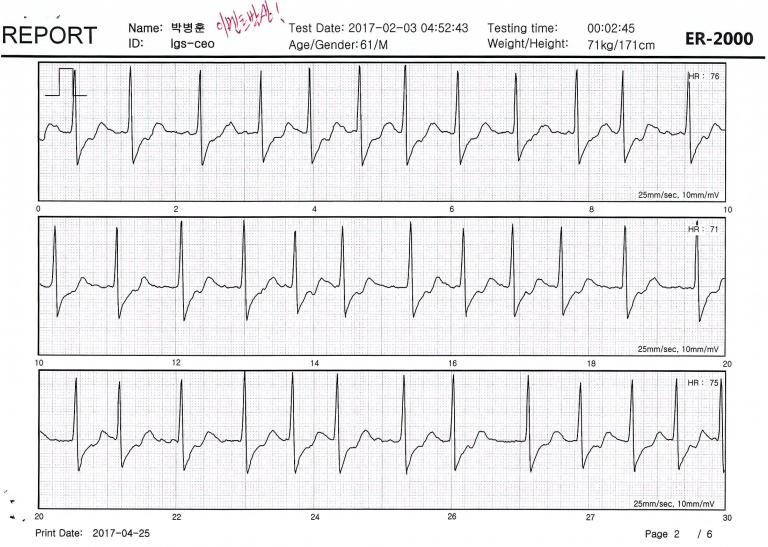 REPORT
Name: 박병훈
ID: lgs-ceo
Test Date: 2017-02-03 04:52:43
Age/Gender:61/M
Testing time: 00:02:45
Weight/Height: 71kg/171cm
ER-2000
HR : 76
25mm/sec, 10mm/mV
0 2 4 6 8 10
HR : 71
25mm/sec, 10mm/mV
10 12 14 16 18 20
HR : 75
25mm/sec, 10mm/mV
20 22 24 26 27 30
Print Date: 2017-04-25
Page 2 / 6